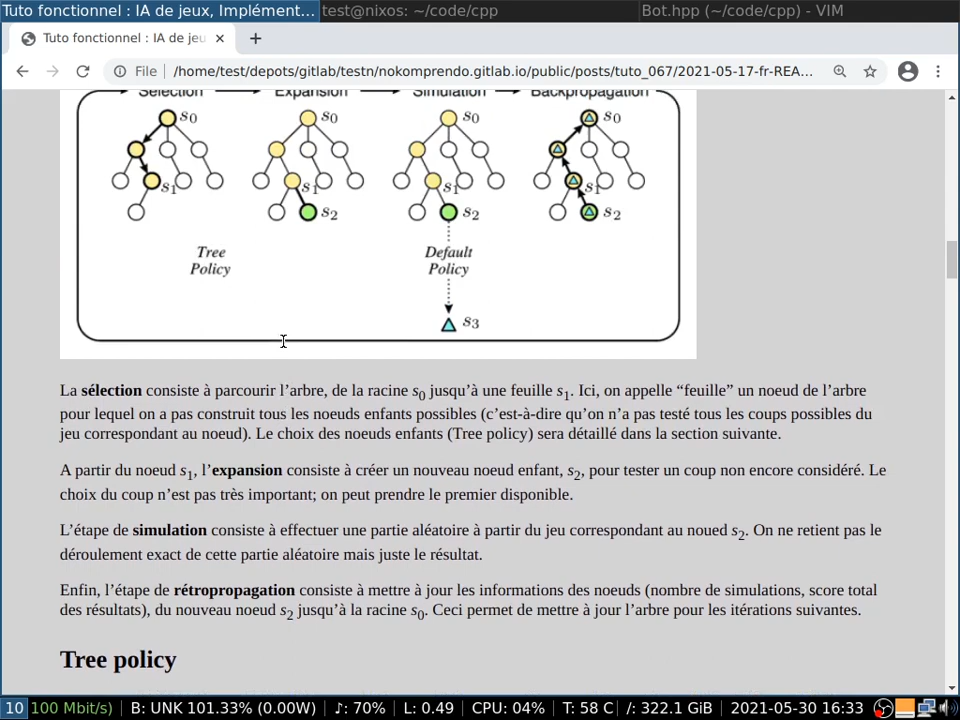 Tuto fonctionnel : IA de jeux, Implément... test@nixos: ~/code/cpp Bot.hpp (~/code/cpp) - VIM
Tuto fonctionnel : IA de jeu
File /home/test/depots/gitlab/testn/nokomprendo.gitlab.io/public/posts/tuto_067/2021-05-17-fr-REA...
Selection Expansion Simulation Backpropagation
s0 s0 s0 s0
s1 s1 s1 s1
s2 s2 s2
Tree
Policy
Default
Policy
s3
La sélection consiste à parcourir l’arbre, de la racine s0 jusqu’à une feuille s1. Ici, on appelle “feuille” un noeud de l’arbre
pour lequel on a pas construit tous les noeuds enfants possibles (c’est-à-dire qu’on n’a pas testé tous les coups possibles du
jeu correspondant au noeud). Le choix des noeuds enfants (Tree policy) sera détaillé dans la section suivante.
A partir du noeud s1, l’expansion consiste à créer un nouveau noeud enfant, s2, pour tester un coup non encore considéré. Le
choix du coup n’est pas très important; on peut prendre le premier disponible.
L’étape de simulation consiste à effectuer une partie aléatoire à partir du jeu correspondant au noued s2. On ne retient pas le
déroulement exact de cette partie aléatoire mais juste le résultat.
Enfin, l’étape de rétropropagation consiste à mettre à jour les informations des noeuds (nombre de simulations, score total
des résultats), du nouveau noeud s2 jusqu’à la racine s0. Ceci permet de mettre à jour l’arbre pour les itérations suivantes.
Tree policy
10 100 Mbit/s) B: UNK 101.33% (0.00W) ♪: 70% L: 0.49 CPU: 04% T: 58 C /: 322.1 GiB 2021-05-30 16:33